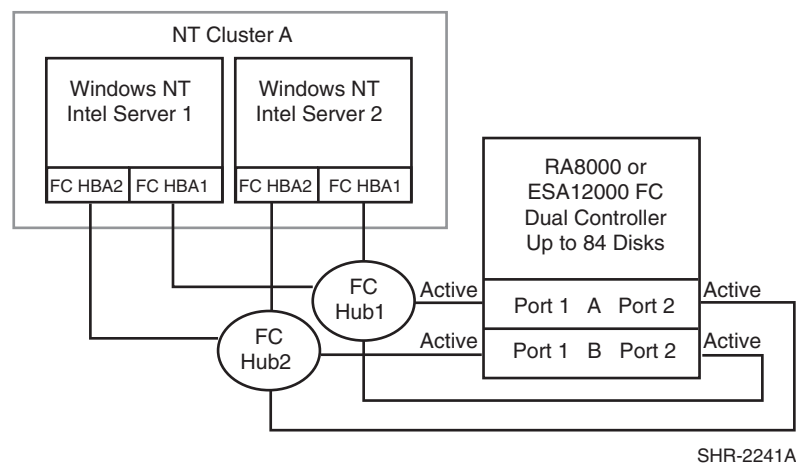 NT Cluster A
Windows NT
Intel Server 1
Windows NT
Intel Server 2
FC HBA2
FC HBA1
FC HBA2
FC HBA1
RA8000 or
ESA12000 FC
Dual Controller
Up to 84 Disks
FC
Hub1
Active
Port 1 A Port 2
Active
FC
Hub2
Active
Port 1 B Port 2
Active
SHR-2241A